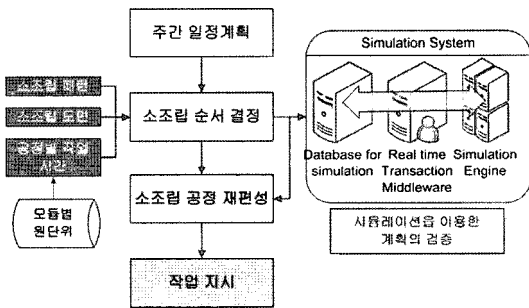 주간 일정계획
Simulation System
소조립
소조립 도면
소조립 순서 결정
공정별 작업
시간
Database for
simulation
Real time
Transaction
Middleware
Simulation
Engine
소조립 공정 재편성
모듈별
원단위
시뮬레이션을 이용한
계획의 검증
작업 지시